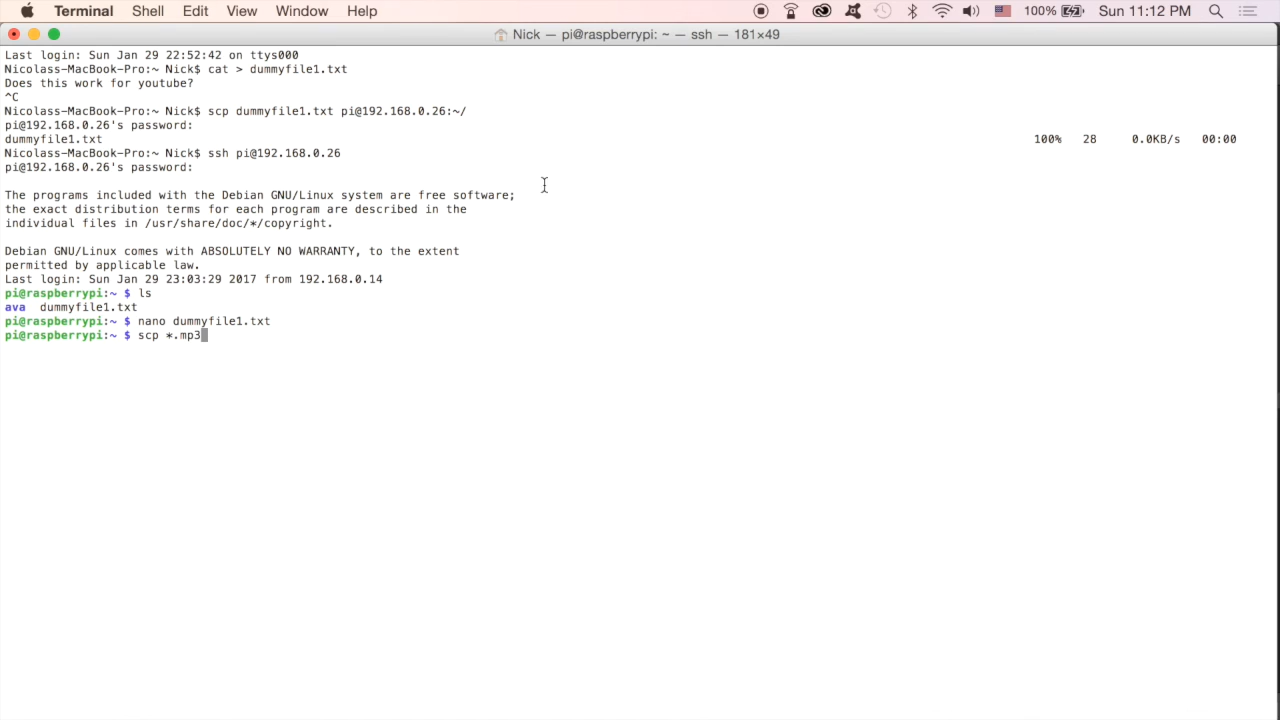 Terminal Shell Edit View Window Help 100% Sun 11:12 PM
Nick — pi@raspberrypi: ~ — ssh — 181×49
Last login: Sun Jan 29 22:52:42 on ttys000
Nicolass-MacBook-Pro:~ Nick$ cat > dummyfile1.txt
Does this work for youtube?
^C
Nicolass-MacBook-Pro:~ Nick$ scp dummyfile1.txt pi@192.168.0.26:~/
pi@192.168.0.26's password:
dummyfile1.txt 100% 28 0.0KB/s 00:00
Nicolass-MacBook-Pro:~ Nick$ ssh pi@192.168.0.26
pi@192.168.0.26's password:
The programs included with the Debian GNU/Linux system are free software;
the exact distribution terms for each program are described in the
individual files in /usr/share/doc/*/copyright.
Debian GNU/Linux comes with ABSOLUTELY NO WARRANTY, to the extent
permitted by applicable law.
Last login: Sun Jan 29 23:03:29 2017 from 192.168.0.14
pi@raspberrypi:~ $ ls
ava dummyfile1.txt
pi@raspberrypi:~ $ nano dummyfile1.txt
pi@raspberrypi:~ $ scp *.mp3